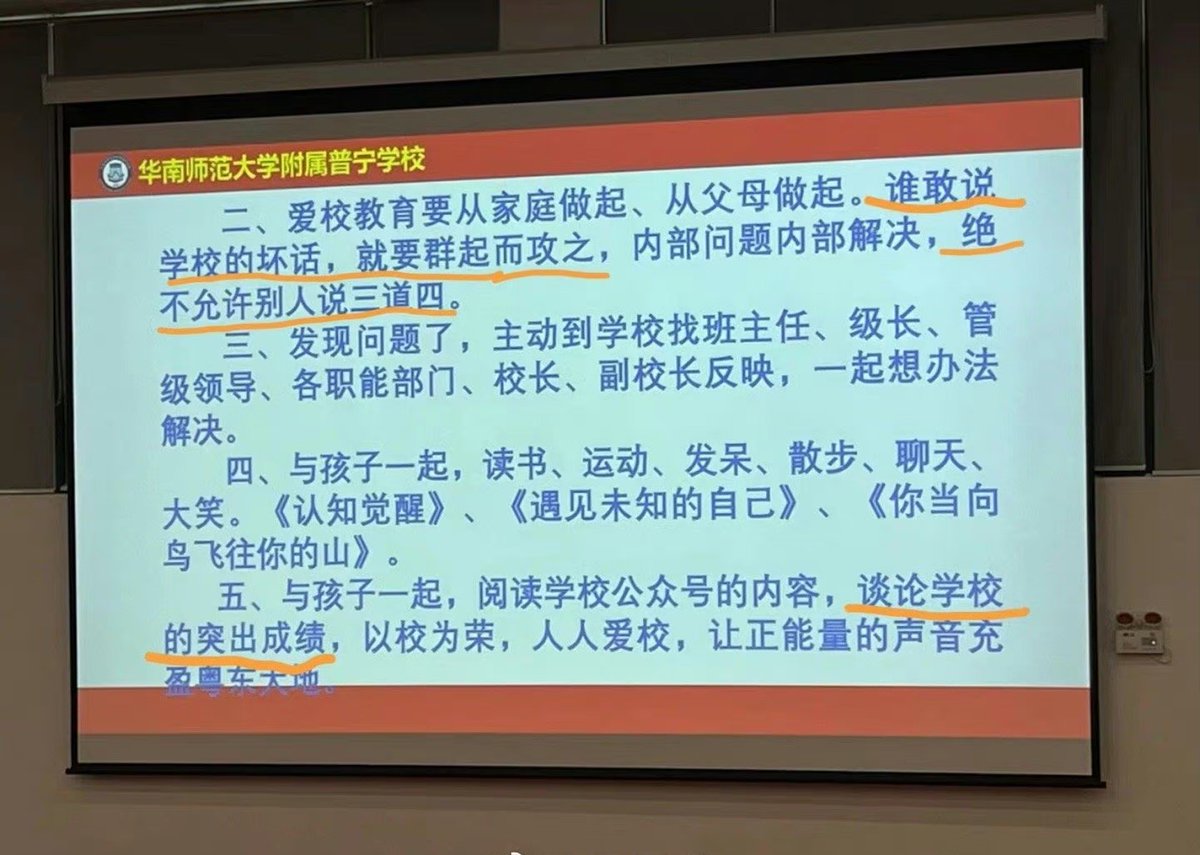 华南师范大学附属普宁学校
二、爱校教育要从家庭做起、从父母做起。谁敢说
学校的坏话，就要群起而攻之，内部问题内部解决，绝
不允许别人说三道四。
三、发现问题了，主动到学校找班主任、级长、管
级领导、各职能部门、校长、副校长反映，一起想办法
解决。
四、与孩子一起，读书、运动、发呆、散步、聊天、
大笑。《认知觉醒》、《遇见未知的自己》、《你当向
鸟飞往你的山》。
五、与孩子一起，阅读学校公众号的内容，谈论学校
的突出成绩，以校为荣，人人爱校，让正能量的声音充
盈粤东大地。